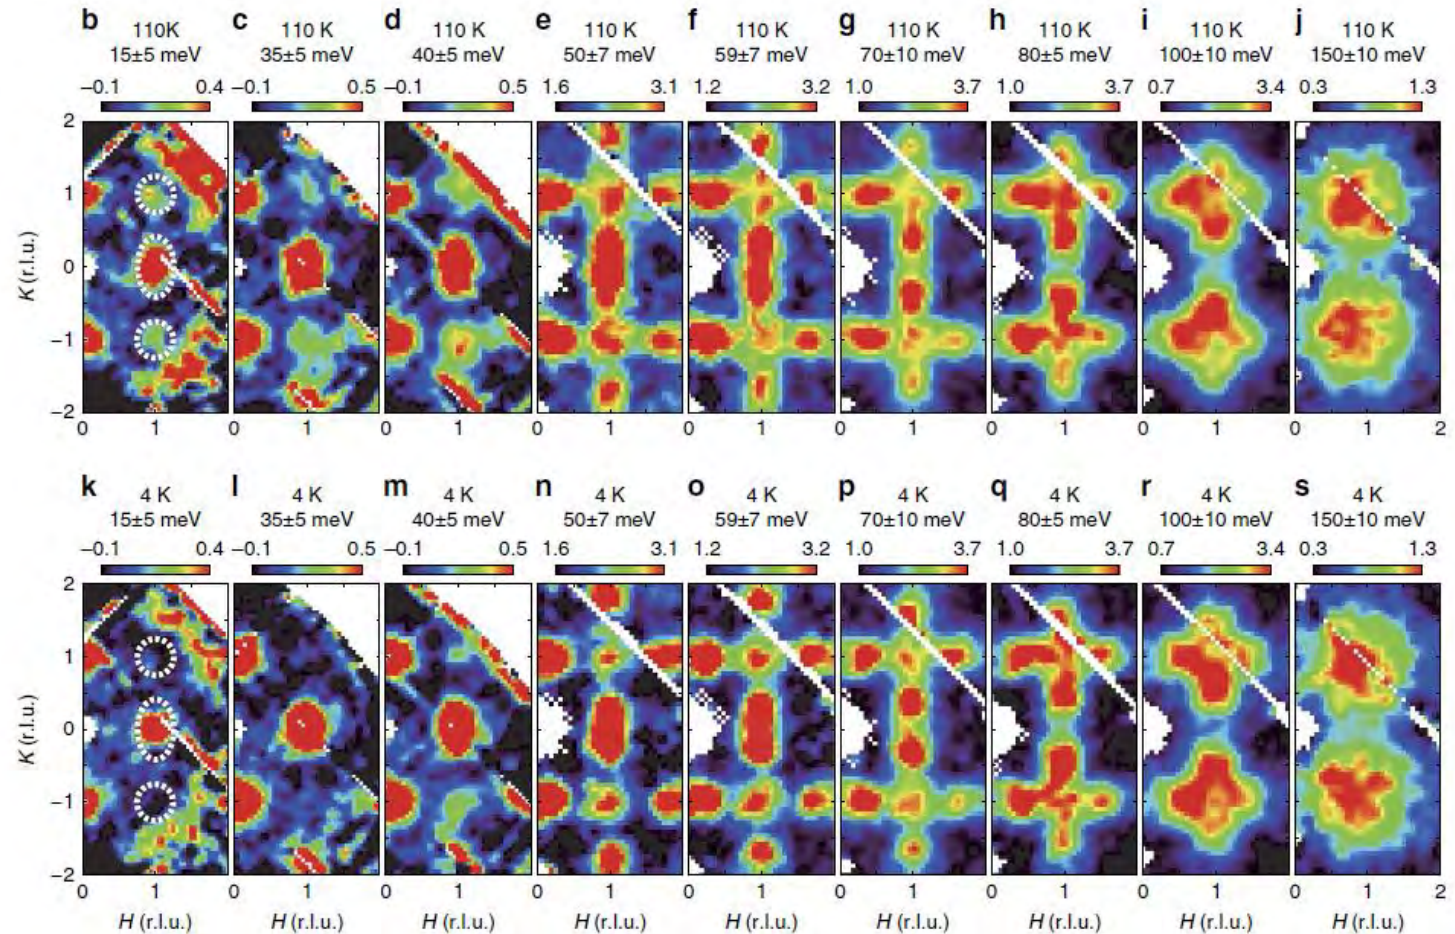 b c d e f g h i j
110K 110 K 110 K 110 K 110 K 110 K 110 K 110 K 110 K
15±5 meV 35±5 meV 40±5 meV 50±7 meV 59±7 meV 70±10 meV 80±5 meV 100±10 meV 150±10 meV
−0.1 0.4 −0.1 0.5 −0.1 0.5 1.6 3.1 1.2 3.2 1.0 3.7 1.0 3.7 0.7 3.4 0.3 1.3
2
1
K (r.l.u.)
0
−1
−2
0 1 0 1 0 1 0 1 0 1 0 1 0 1 0 1 0 1 2
k l m n o p q r s
4 K 4 K 4 K 4 K 4 K 4 K 4 K 4 K 4 K
15±5 meV 35±5 meV 40±5 meV 50±7 meV 59±7 meV 70±10 meV 80±5 meV 100±10 meV 150±10 meV
−0.1 0.4 −0.1 0.5 −0.1 0.5 1.6 3.1 1.2 3.2 1.0 3.7 1.0 3.7 0.7 3.4 0.3 1.3
2
1
K (r.l.u.)
0
−1
−2
0 1 0 1 0 1 0 1 0 1 0 1 0 1 0 1 0 1 2
H (r.l.u.) H (r.l.u.) H (r.l.u.) H (r.l.u.) H (r.l.u.) H (r.l.u.) H (r.l.u.) H (r.l.u.) H (r.l.u.)